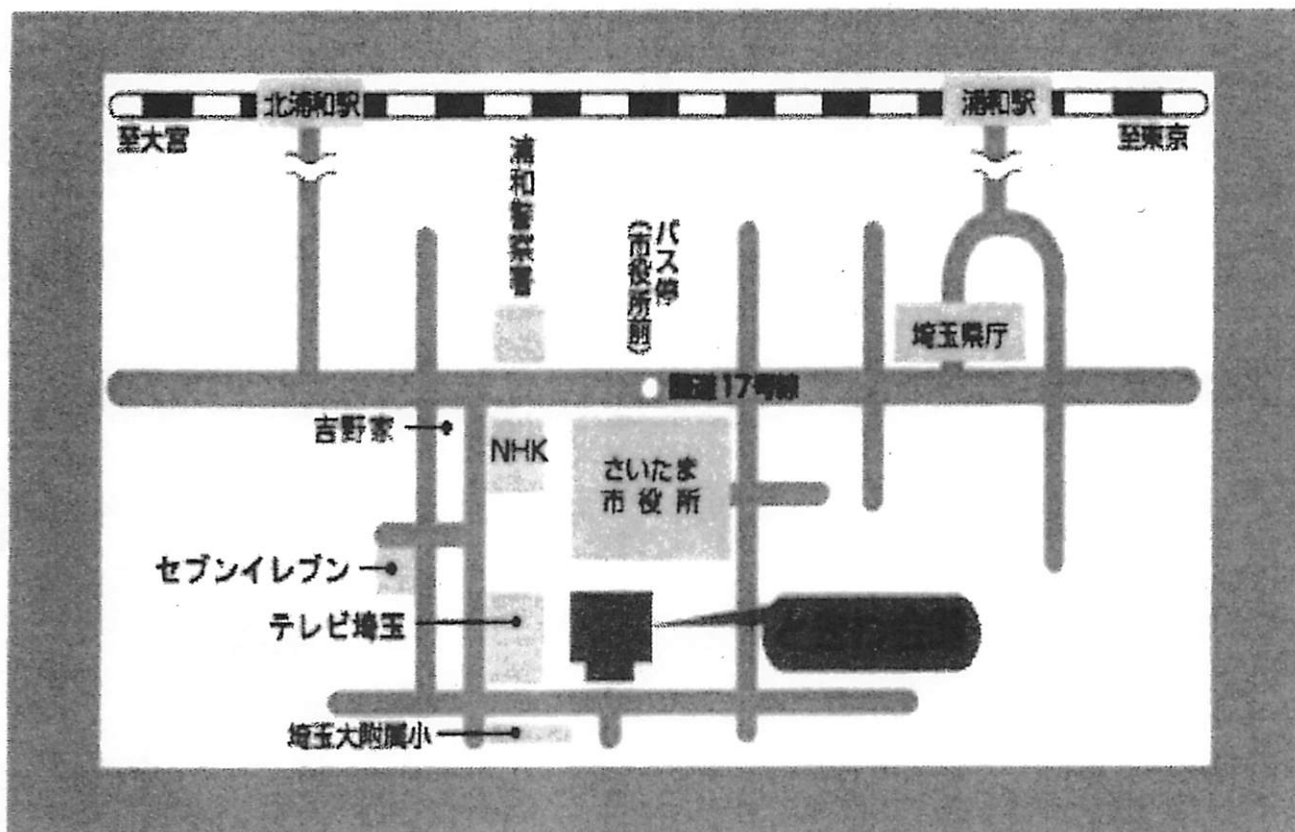 北浦和駅
浦和駅
至大宮
至東京
浦和警察署
バス停
(市役所前)
埼玉県庁
国道17号線
吉野家
NHK
さいたま
市役所
セブンイレブン
テレビ埼玉
埼玉大附属小